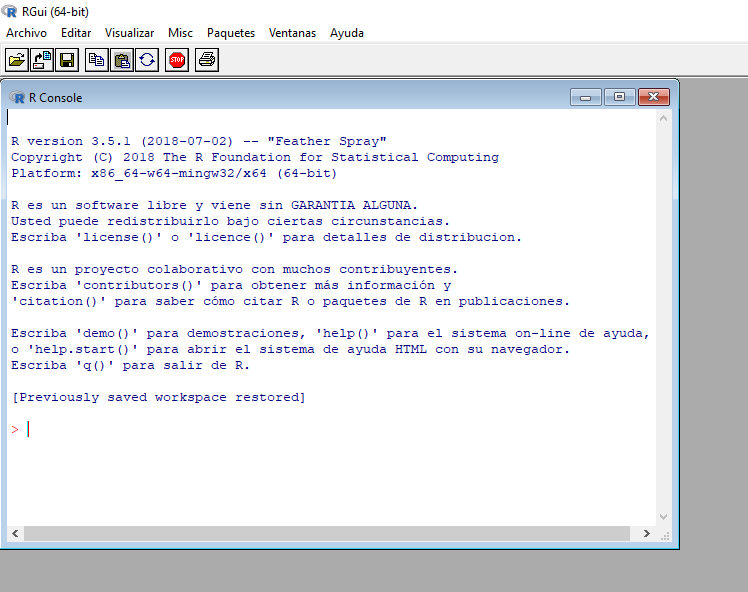 RGui (64-bit)
Archivo Editar Visualizar Misc Paquetes Ventanas Ayuda
STOP
R Console
R version 3.5.1 (2018-07-02) -- "Feather Spray"
Copyright (C) 2018 The R Foundation for Statistical Computing
Platform: x86_64-w64-mingw32/x64 (64-bit)
R es un software libre y viene sin GARANTIA ALGUNA.
Usted puede redistribuirlo bajo ciertas circunstancias.
Escriba 'license()' o 'licence()' para detalles de distribucion.
R es un proyecto colaborativo con muchos contribuyentes.
Escriba 'contributors()' para obtener más información y
'citation()' para saber cómo citar R o paquetes de R en publicaciones.
Escriba 'demo()' para demostraciones, 'help()' para el sistema on-line de ayuda,
o 'help.start()' para abrir el sistema de ayuda HTML con su navegador.
Escriba 'q()' para salir de R.
[Previously saved workspace restored]
>